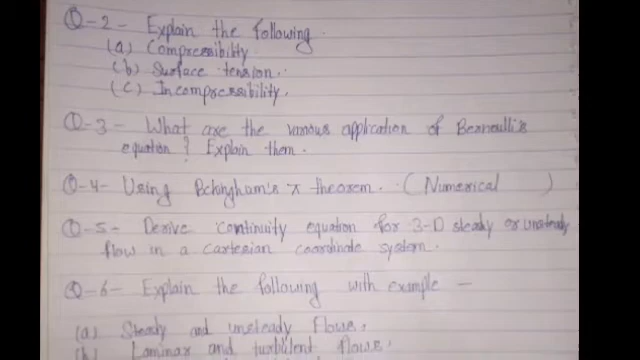 Q-2- Explain the following.
(a) Compressibility
(b) Surface tension.
(c) Incompressibility.
Q-3- What are the various application of Bernoulli's
equation? Explain them.
Q-4- Using Bckingham's π theorem. (Numerical )
Q-5- Derive continuity equation for 3-D steady or unsteady
flow in a cartesian coordinate system.
Q-6- Explain the following with example -
(a) Steady and unsteady flows.
(b) Laminar and turbulent flows.